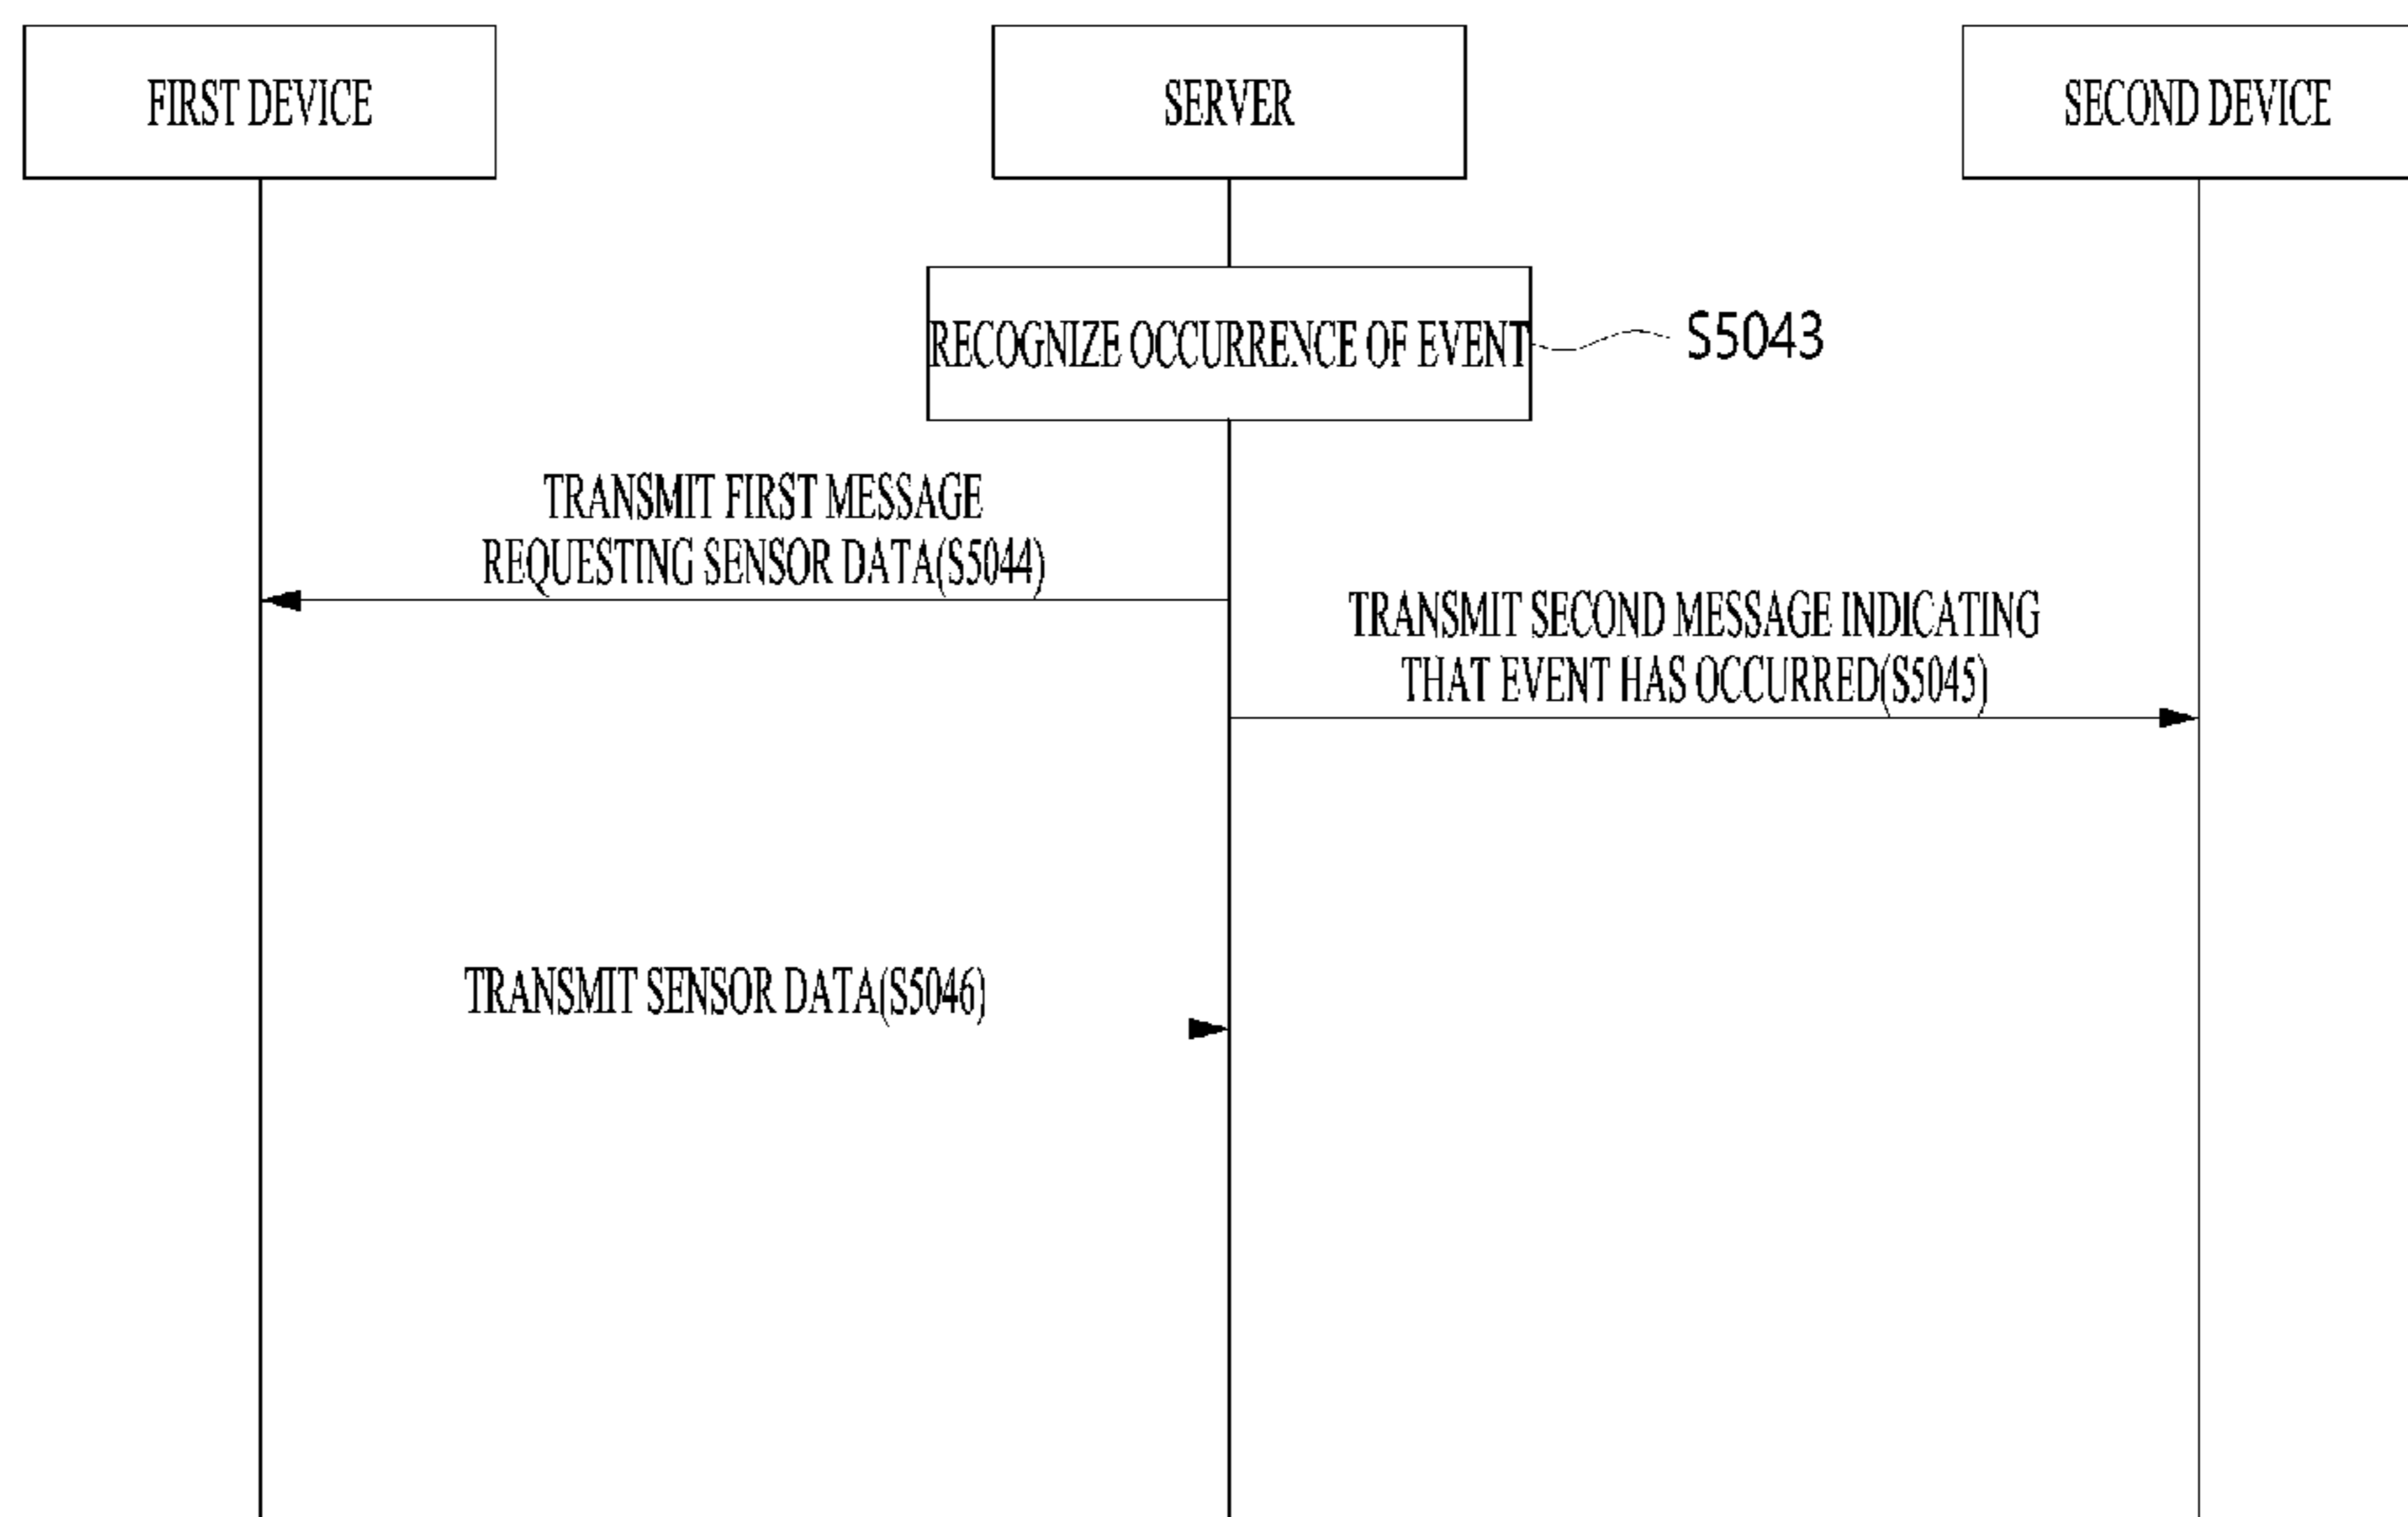 FIRST DEVICE
SERVER
SECOND DEVICE
RECOGNIZE OCCURRENCE OF EVENT
S5043
TRANSMIT FIRST MESSAGE
REQUESTING SENSOR DATA(S5044)
TRANSMIT SECOND MESSAGE INDICATING
THAT EVENT HAS OCCURRED(S5045)
TRANSMIT SENSOR DATA(S5046)